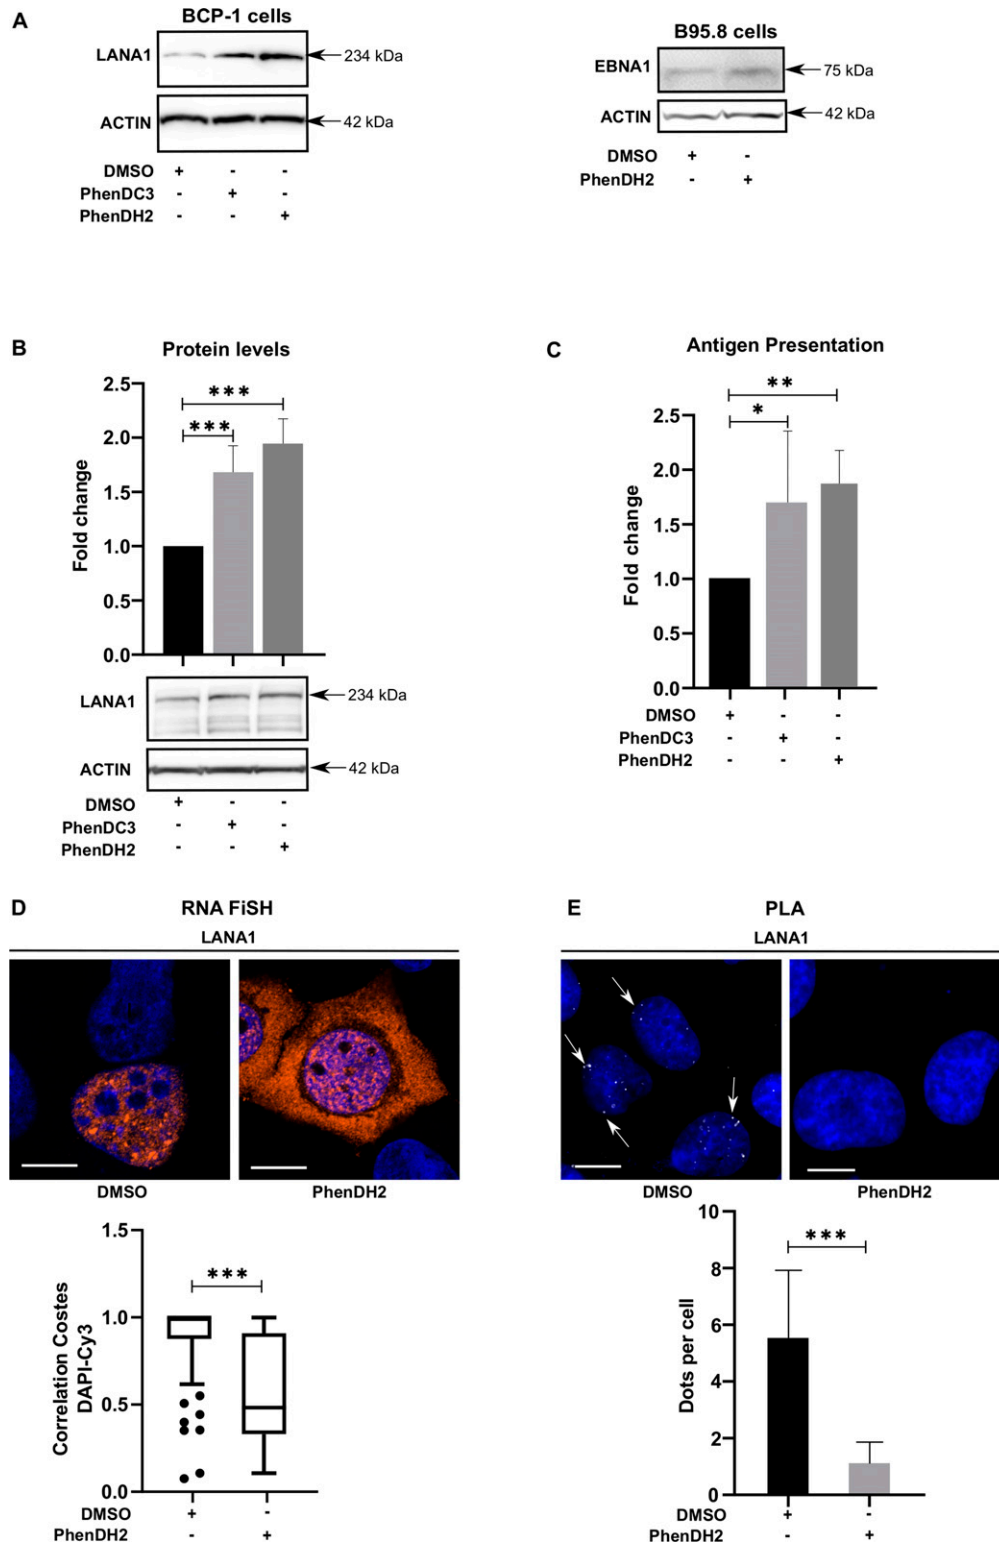 A
BCP-1 cells
LANA1
234 kDa
ACTIN
42 kDa
DMSO + - -
PhenDC3 - + -
PhenDH2 - - +
B95.8 cells
EBNA1
75 kDa
ACTIN
42 kDa
DMSO + -
PhenDH2 - +
B
Protein levels
Fold change
2.5
2.0
1.5
1.0
0.5
0.0
***
***
LANA1
234 kDa
ACTIN
42 kDa
DMSO + - -
PhenDC3 - + -
PhenDH2 - - +
C
Antigen Presentation
Fold change
2.5
2.0
1.5
1.0
0.5
0.0
**
*
DMSO + - -
PhenDC3 - + -
PhenDH2 - - +
D
RNA FiSH
LANA1
DMSO PhenDH2
Correlation Costes
DAPI-Cy3
1.5
1.0
0.5
0.0
***
DMSO + -
PhenDH2 - +
E
PLA
LANA1
DMSO PhenDH2
Dots per cell
10
8
6
4
2
0
***
DMSO + -
PhenDH2 - +